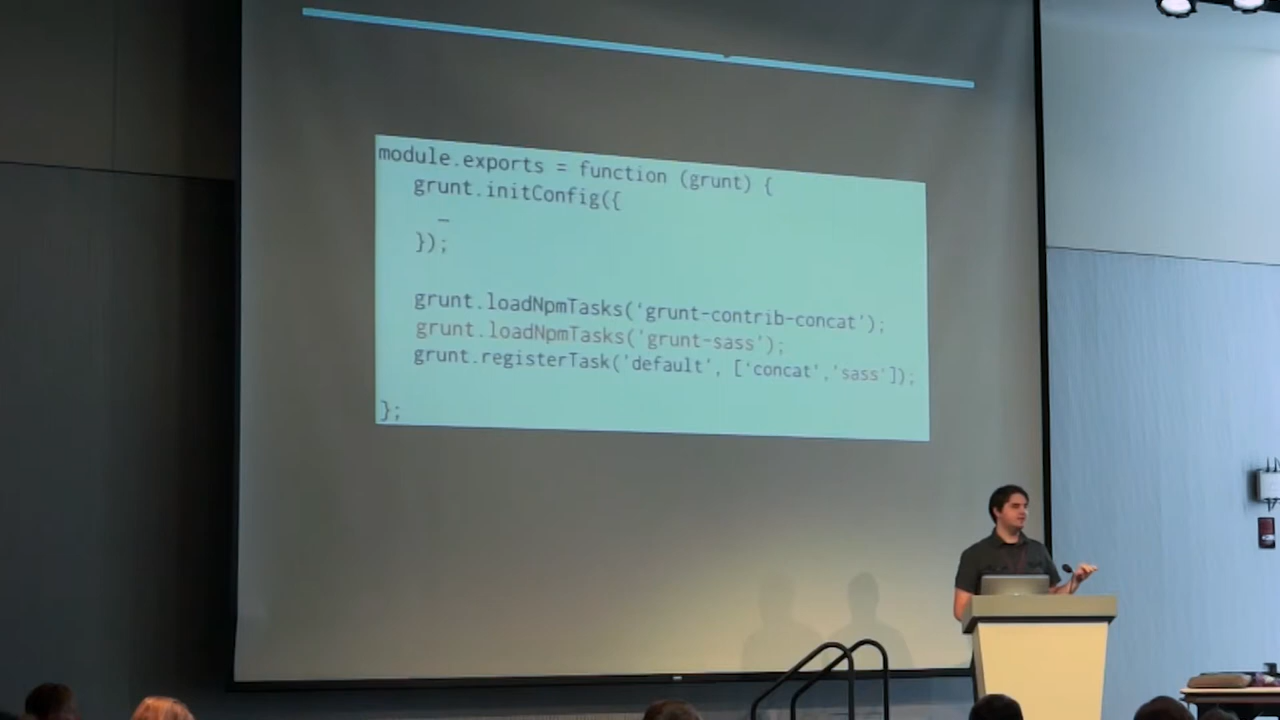 module.exports = function (grunt) {
grunt.initConfig({
_
});
grunt.loadNpmTasks(‘grunt-contrib-concat’);
grunt.loadNpmTasks(‘grunt-sass’);
grunt.registerTask(‘default’, [‘concat’,‘sass’]);
};